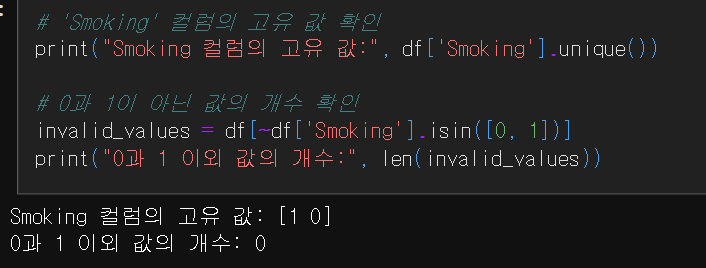 # 'Smoking' 컬럼의 고유 값 확인
print("Smoking 컬럼의 고유 값:", df['Smoking'].unique())
# 0과 1이 아닌 값의 개수 확인
invalid_values = df[~df['Smoking'].isin([0, 1])]
print("0과 1 이외 값의 개수:", len(invalid_values))
Smoking 컬럼의 고유 값: [1 0]
0과 1 이외 값의 개수: 0